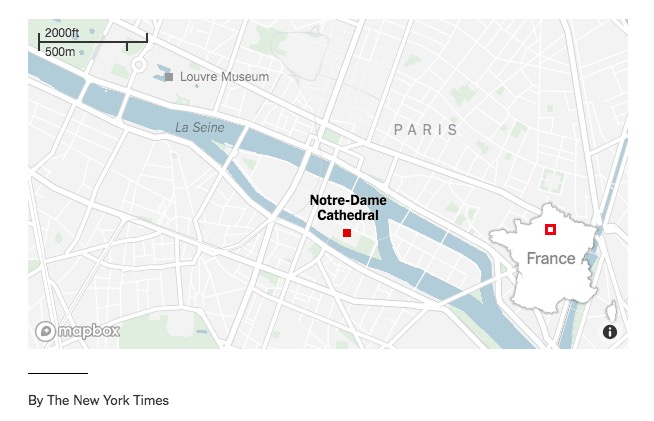 2000ft
500m
Louvre Museum
La Seine
PARIS
Notre-Dame
Cathedral
France
mapbox
i
By The New York Times